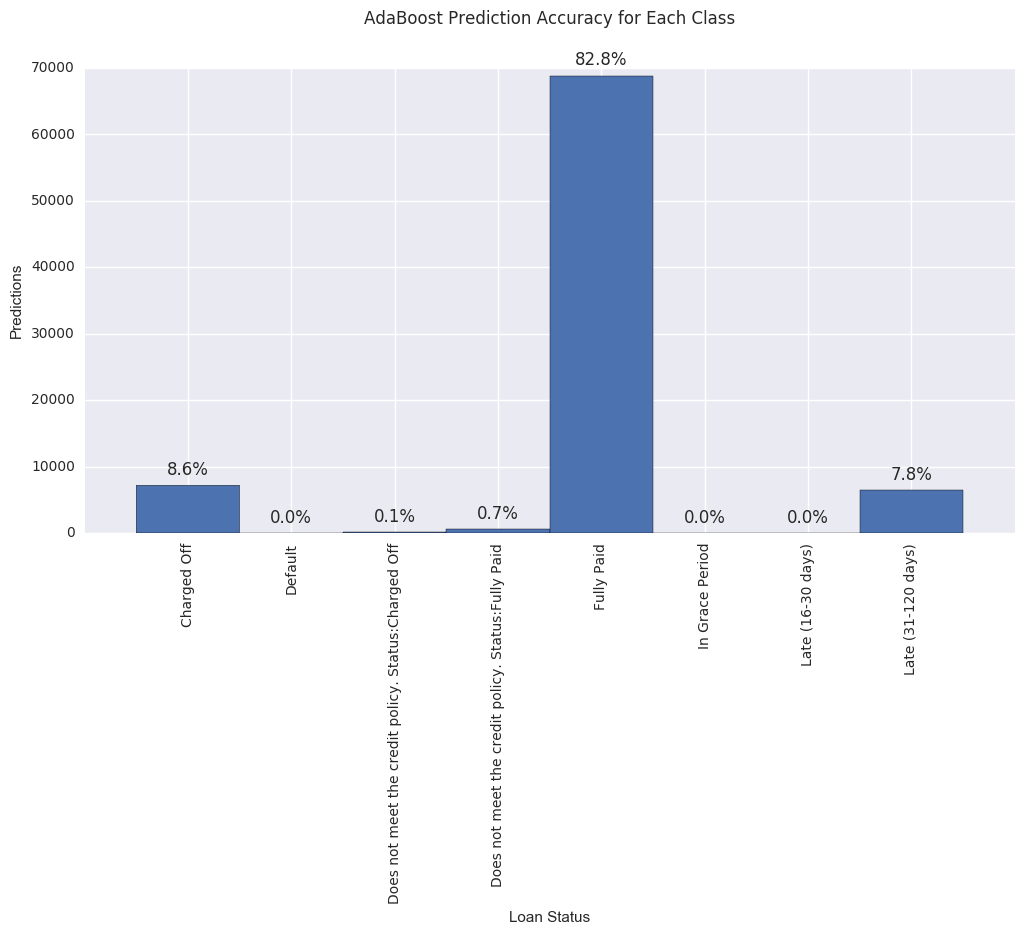 AdaBoost Prediction Accuracy for Each Class
82.8%
70000
60000
50000
40000
30000
20000
10000
0
Predictions
8.6%
0.0%
0.1%
0.7%
0.0%
0.0%
7.8%
Charged Off
Default
Does not meet the credit policy. Status:Charged Off
Does not meet the credit policy. Status:Fully Paid
Fully Paid
In Grace Period
Late (16-30 days)
Late (31-120 days)
Loan Status